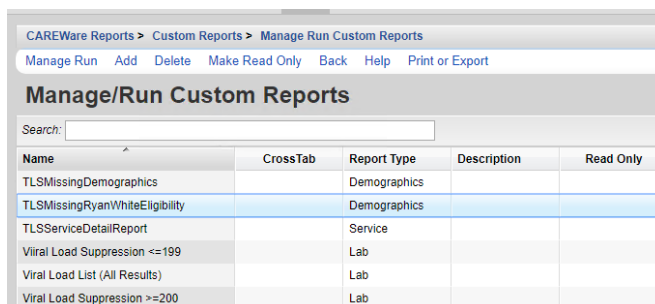 CAREWare Reports > Custom Reports > Manage Run Custom Reports
Manage Run Add Delete Make Read Only Back Help Print or Export
Manage/Run Custom Reports
Search:
Name CrossTab Report Type Description Read Only
TLSMissingDemographics Demographics
TLSMissingRyanWhiteEligibility Demographics
TLSServiceDetailReport Service
Viiral Load Suppression <=199 Lab
Viral Load List (All Results) Lab
Viral Load Suppression >=200 Lab